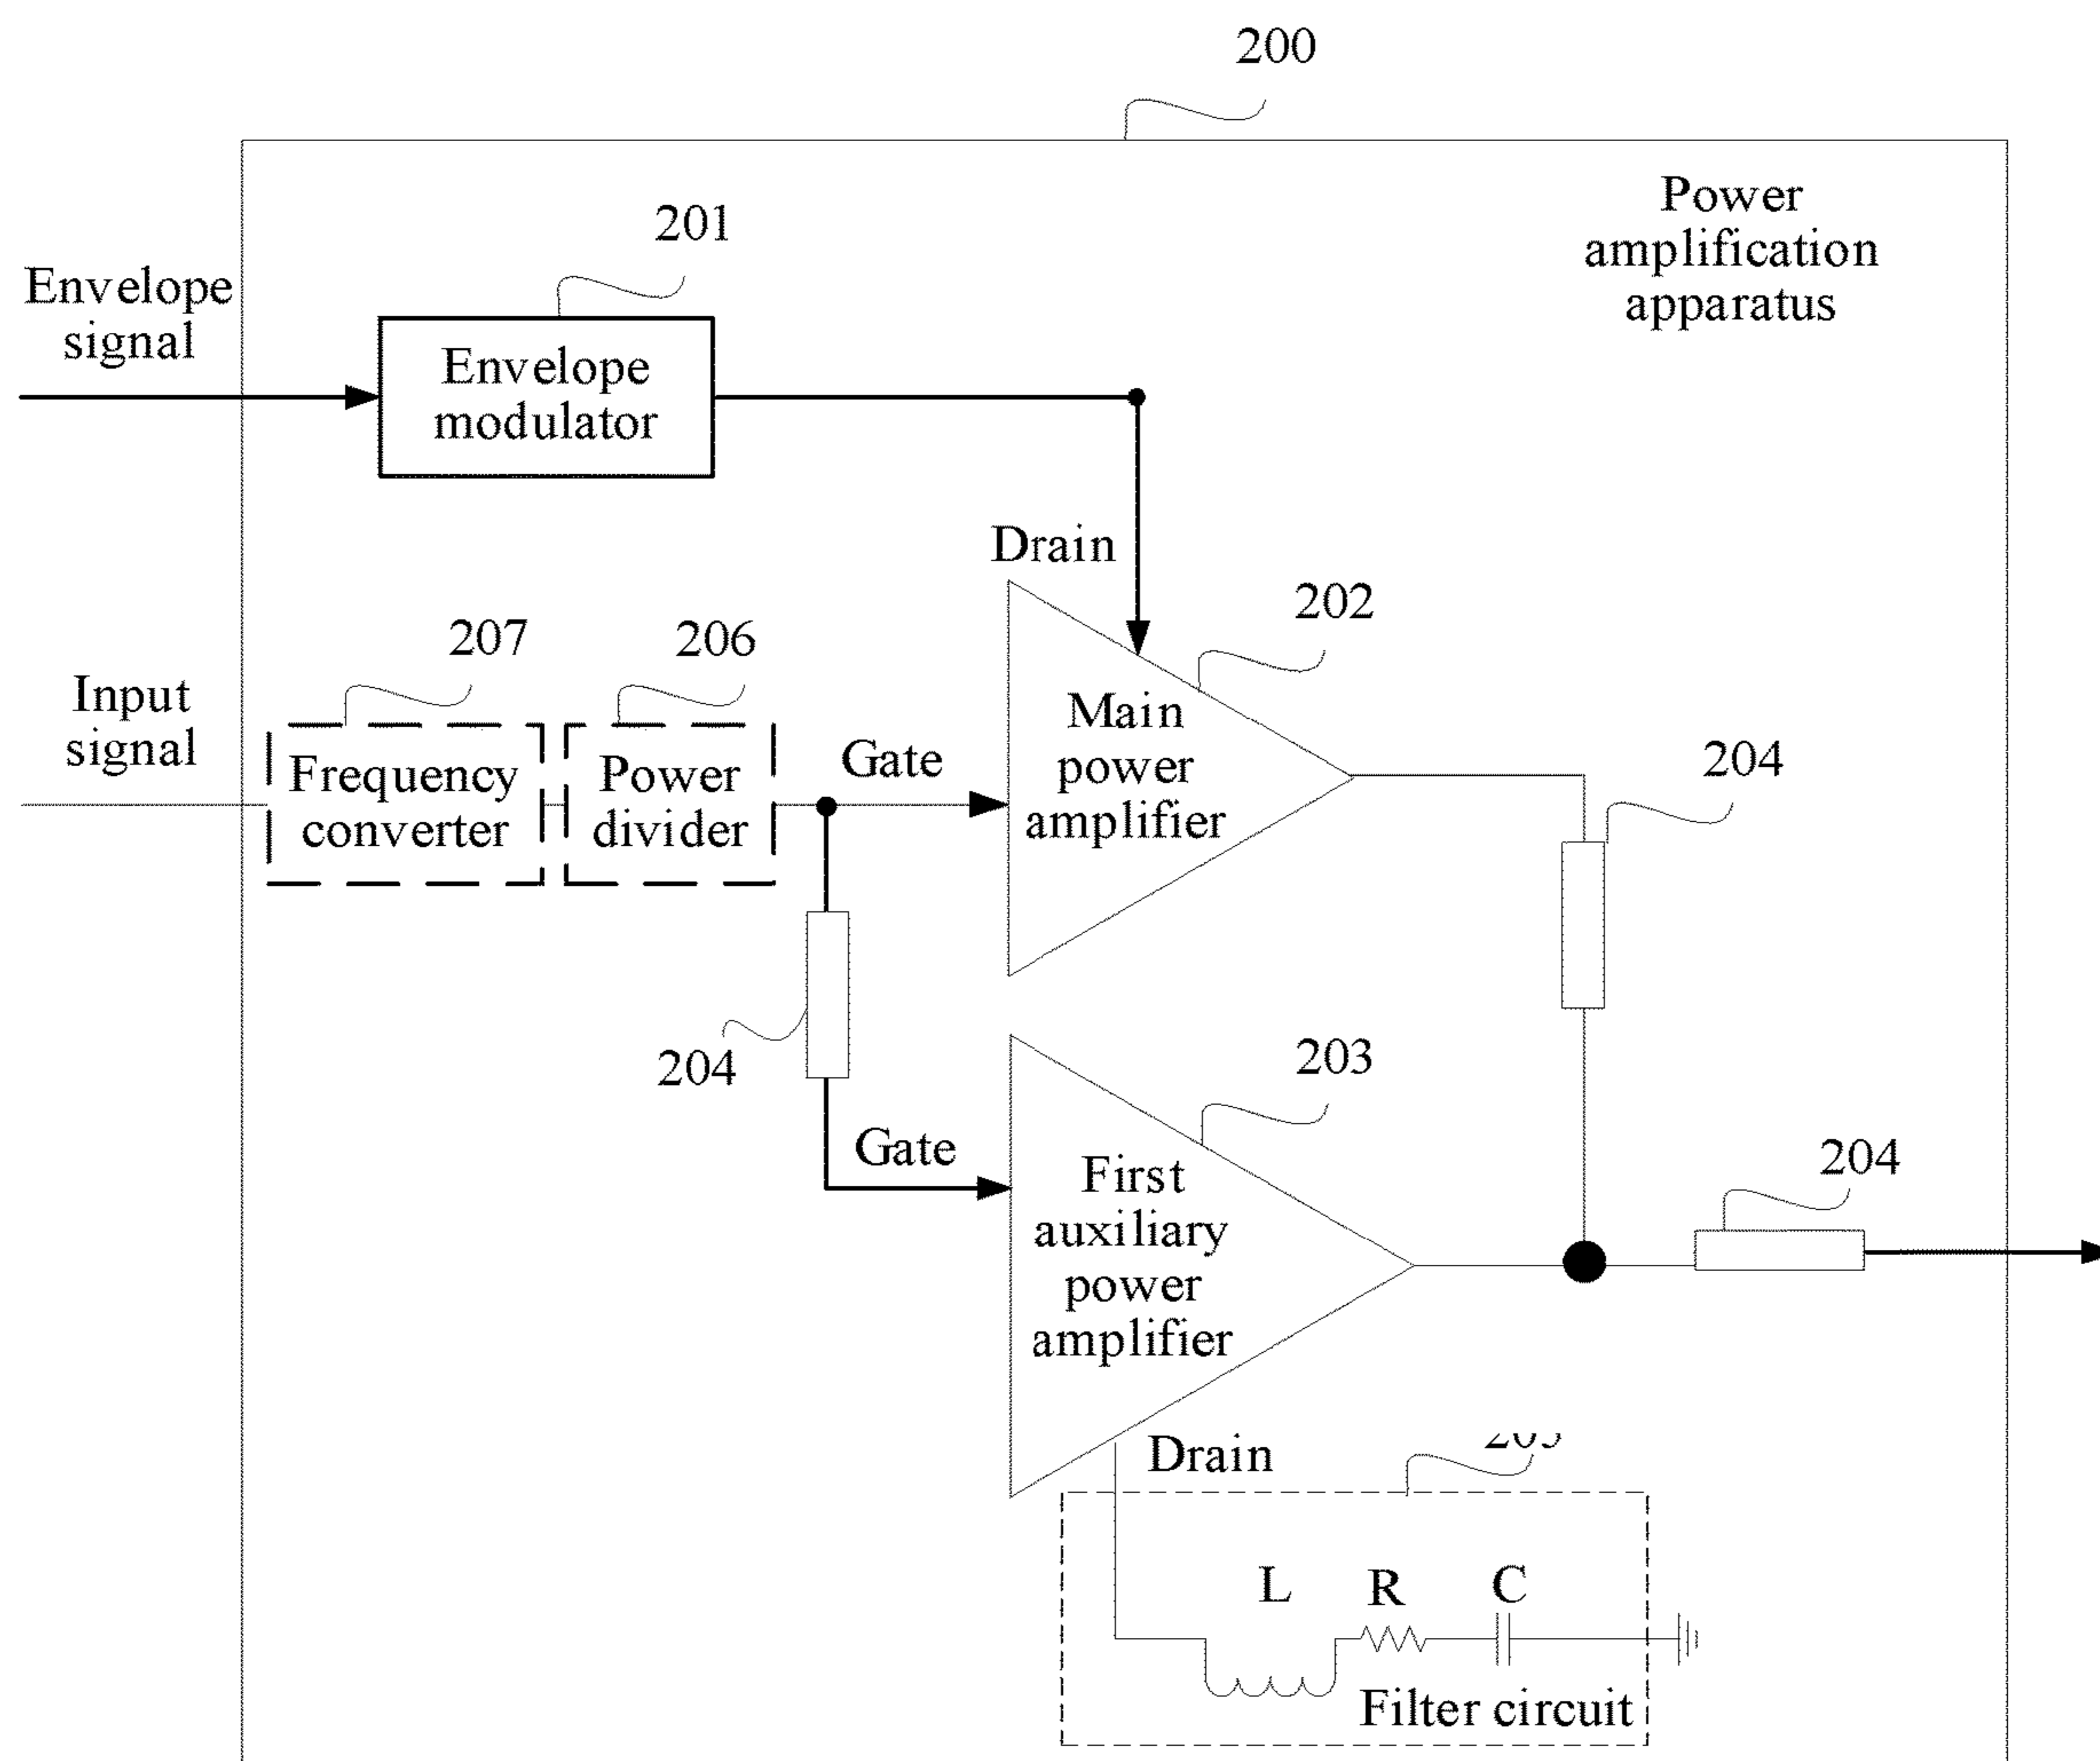 200
Power
amplification
apparatus
201
Envelope
signal
Envelope
modulator
Drain
202
207
206
Input
signal
Frequency
converter
Power
divider
Gate
Main
power
amplifier
204
204
203
Gate
First
auxiliary
power
amplifier
204
Drain
L
R
C
Filter circuit